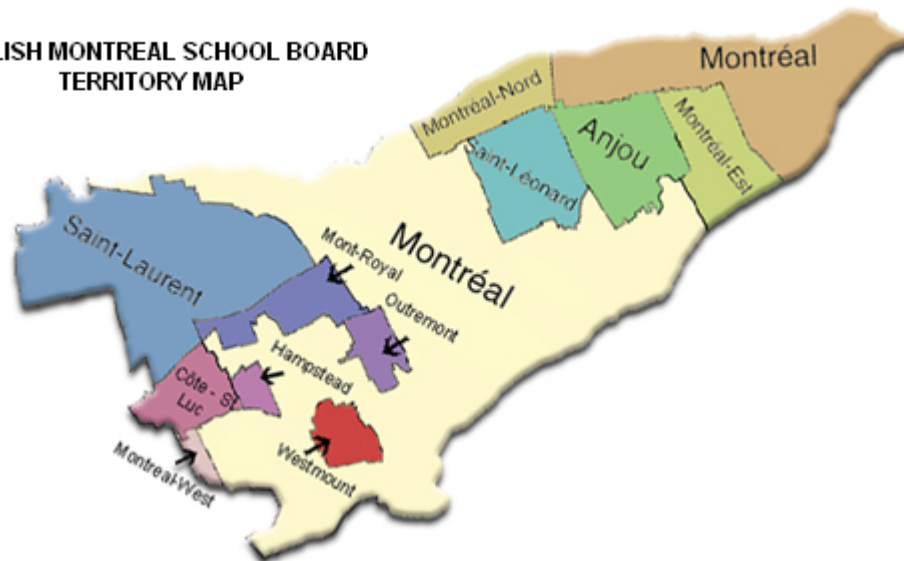 LISH MONTREAL SCHOOL BOARD
TERRITORY MAP
Montréal
Montréal-Nord
Anjou
Montréal-Est
Saint-Léonard
Saint-Laurent
Mont-Royal
Montréal
Outremont
Hampstead
Côte - St
Luc
Westmount
Montreal-West